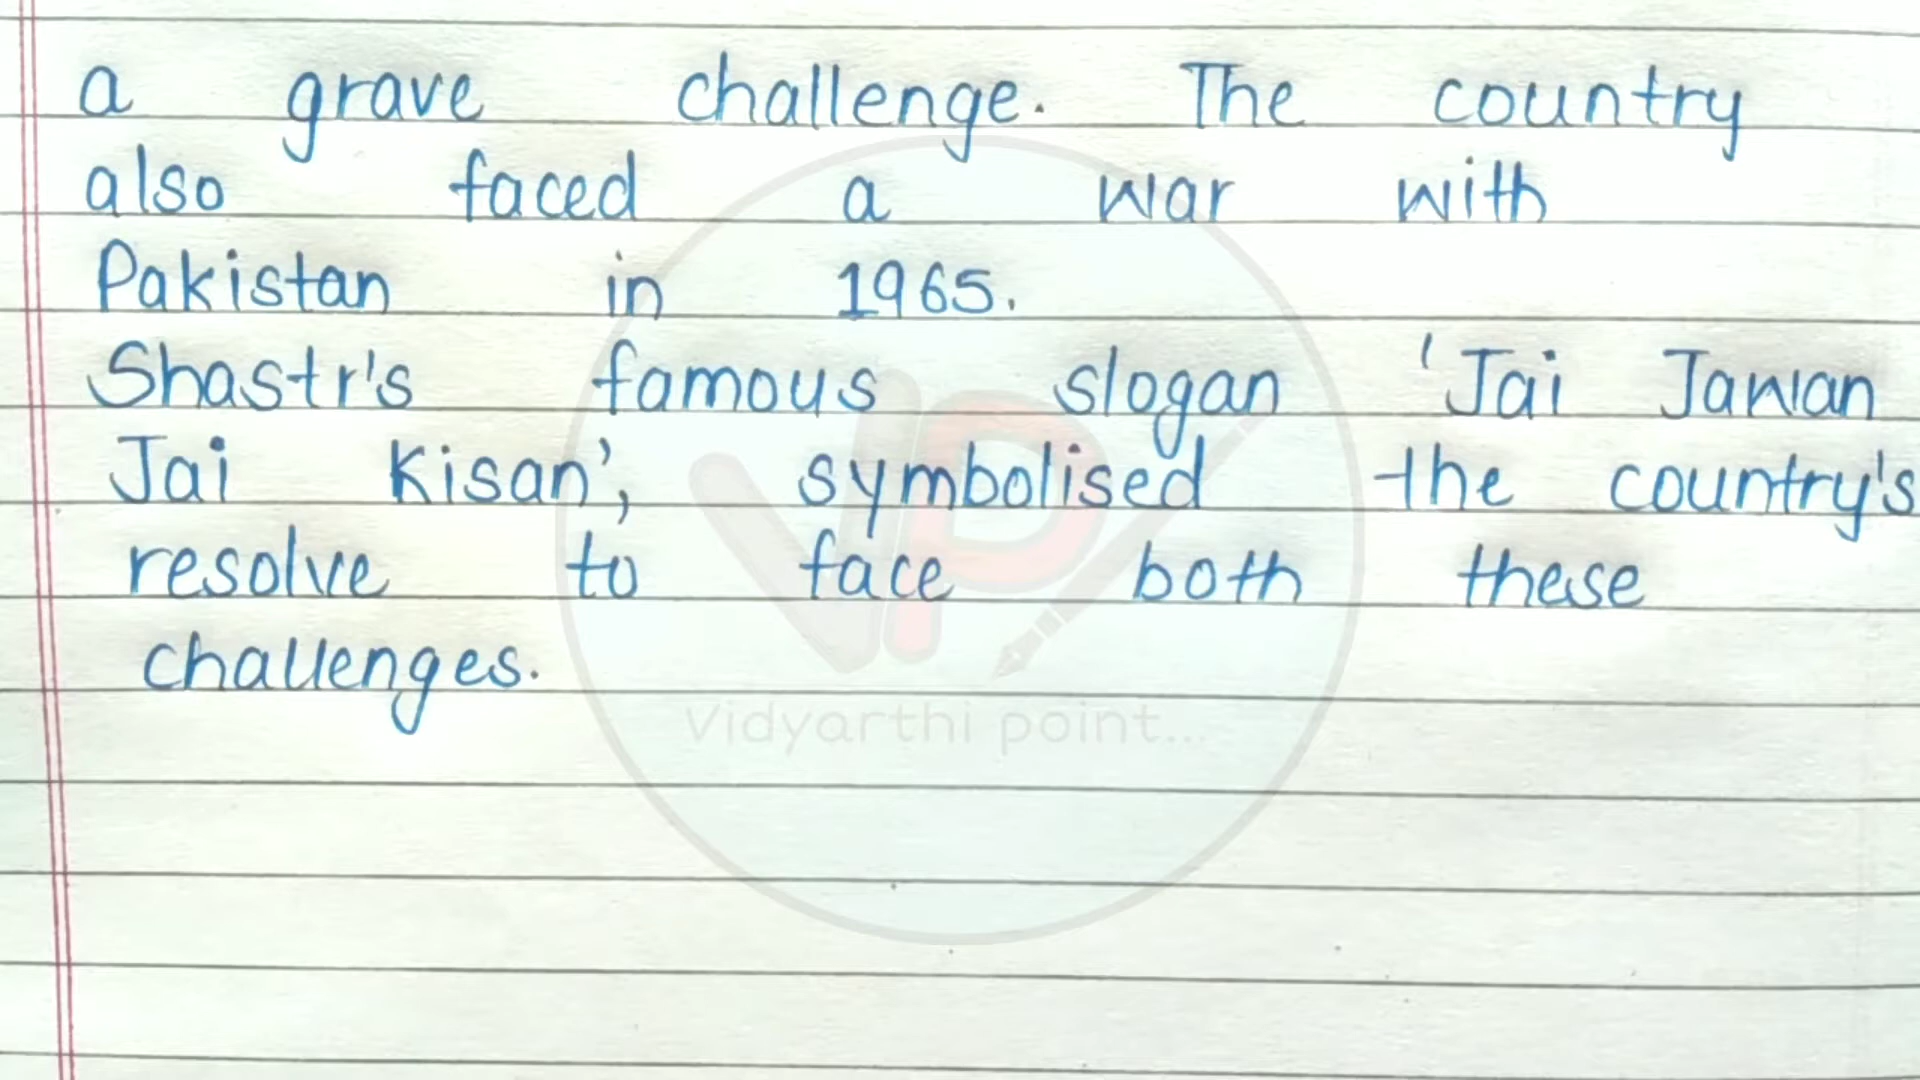 a grave challenge. The country
also faced a war with
Pakistan in 1965.
Shastr's famous slogan 'Jai Jawan
Jai Kisan', symbolised the country's
resolve to face both these
challenges.
VP
Vidyarthi point...